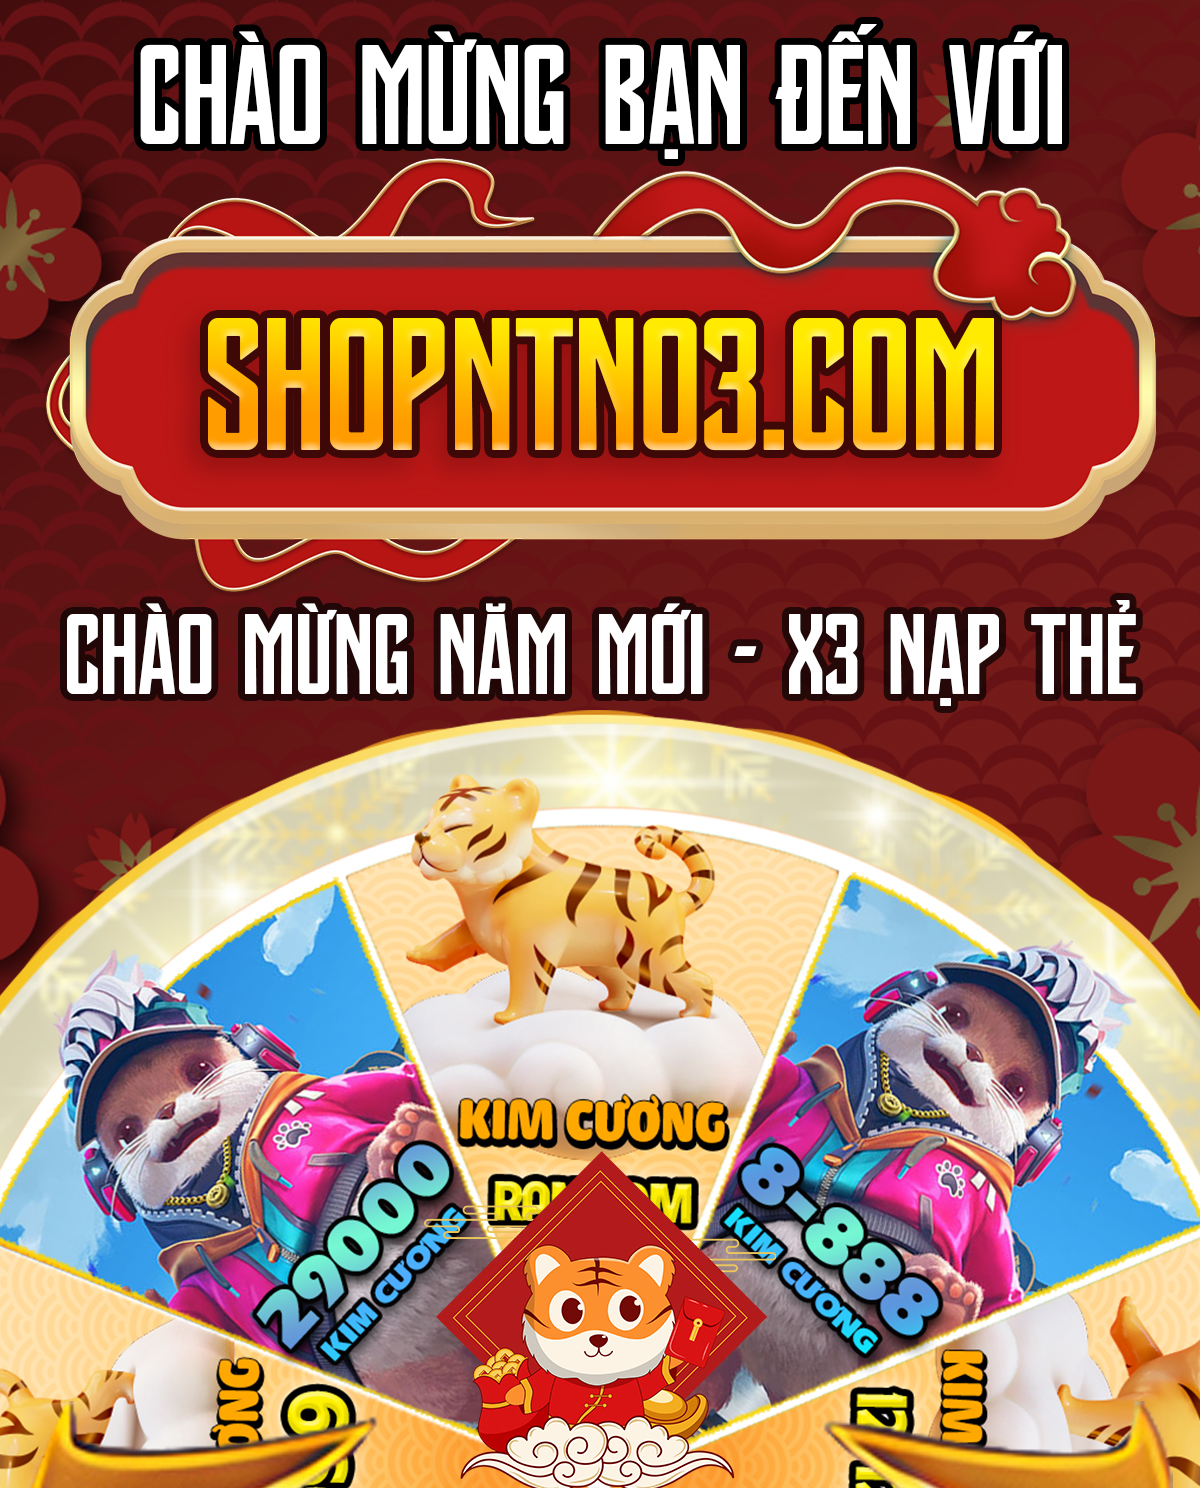 CHÀO MỪNG BẠN ĐẾN VỚI
SHOPNTN03.COM
CHÀO MỪNG NĂM MỚI - X3 NẠP THẺ
KIM CƯƠNG
29000
KIM CƯƠNG
8-888
KIM CƯƠNG
KIM